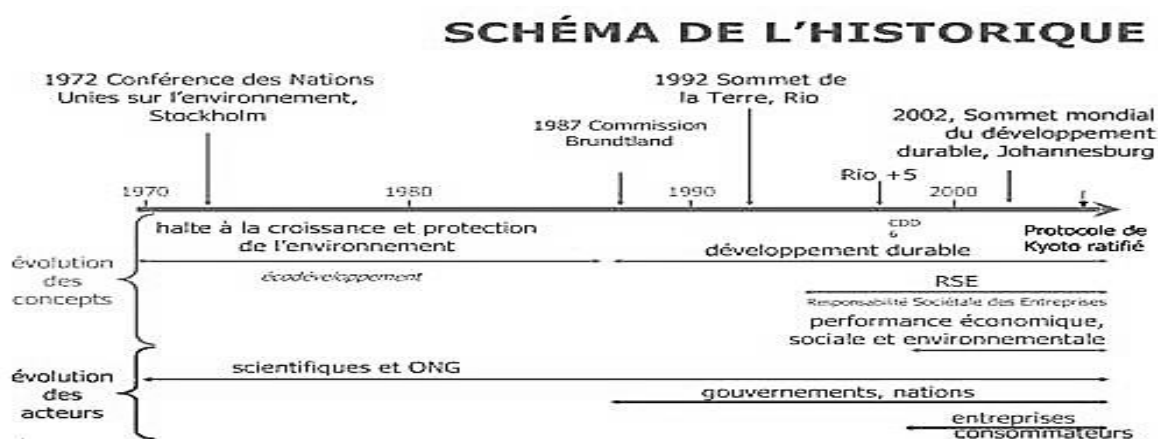 SCHÉMA DE L'HISTORIQUE
1972 Conférence des Nations
Unies sur l'environnement,
Stockholm
1987 Commission
Brundtland
1992 Sommet de
la Terre, Rio
2002, Sommet mondial
du développement
durable, Johannesburg
Rio +5
1970
1980
1990
2000
halte à la croissance et protection
de l'environnement
écodéveloppement
CDD
6
développement durable
Protocole de
Kyoto ratifié
évolution
des
concepts
RSE
Responsabilité Sociétale des Entreprises
performance économique,
sociale et environnementale
évolution
des
acteurs
scientifiques et ONG
gouvernements, nations
entreprises
consommateurs